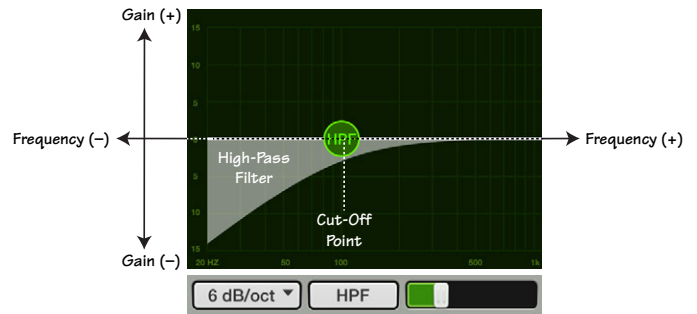 Gain (+)
15
10
5
Frequency (–)
0
HPF
Frequency (+)
High-Pass
Filter
5
Cut-Off
Point
10
15
Gain (–)
20 HZ
50
100
500
1k
6 dB/oct
HPF